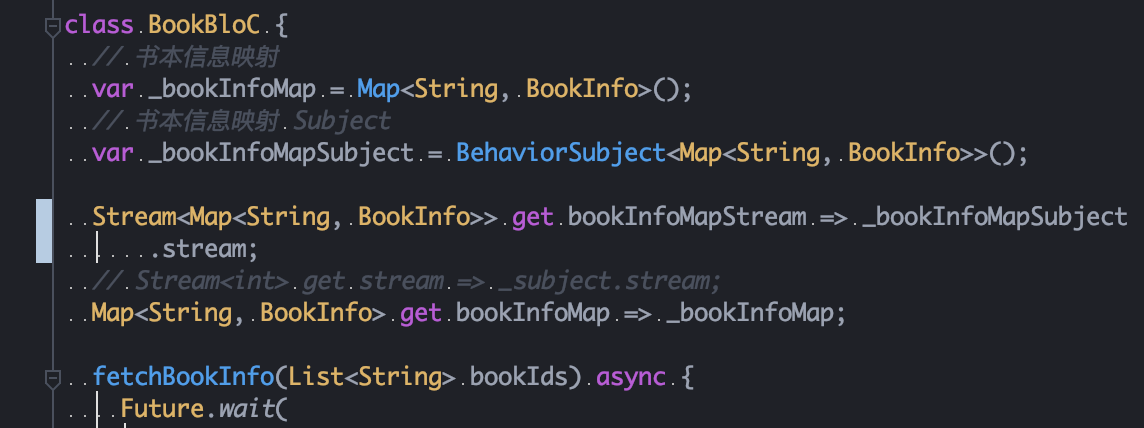 class BookBloC {
  // 书本信息映射
  var _bookInfoMap = Map<String, BookInfo>();
  // 书本信息映射 Subject
  var _bookInfoMapSubject = BehaviorSubject<Map<String, BookInfo>>();
  Stream<Map<String, BookInfo>> get bookInfoMapStream => _bookInfoMapSubject
      .stream;
  // Stream<int> get stream => _subject.stream;
  Map<String, BookInfo> get bookInfoMap => _bookInfoMap;
  fetchBookInfo(List<String> bookIds) async {
    Future.wait(